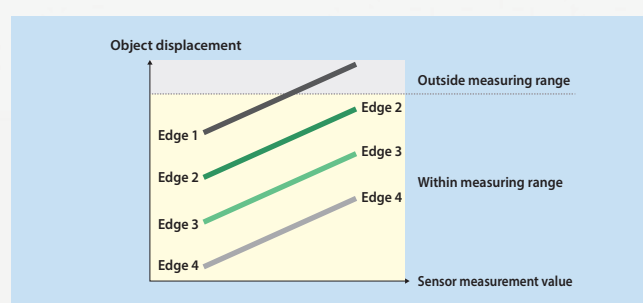 Object displacement
Outside measuring range
Edge 2
Edge 1
Edge 3
Edge 2
Within measuring range
Edge 4
Edge 3
Edge 4
Sensor measurement value